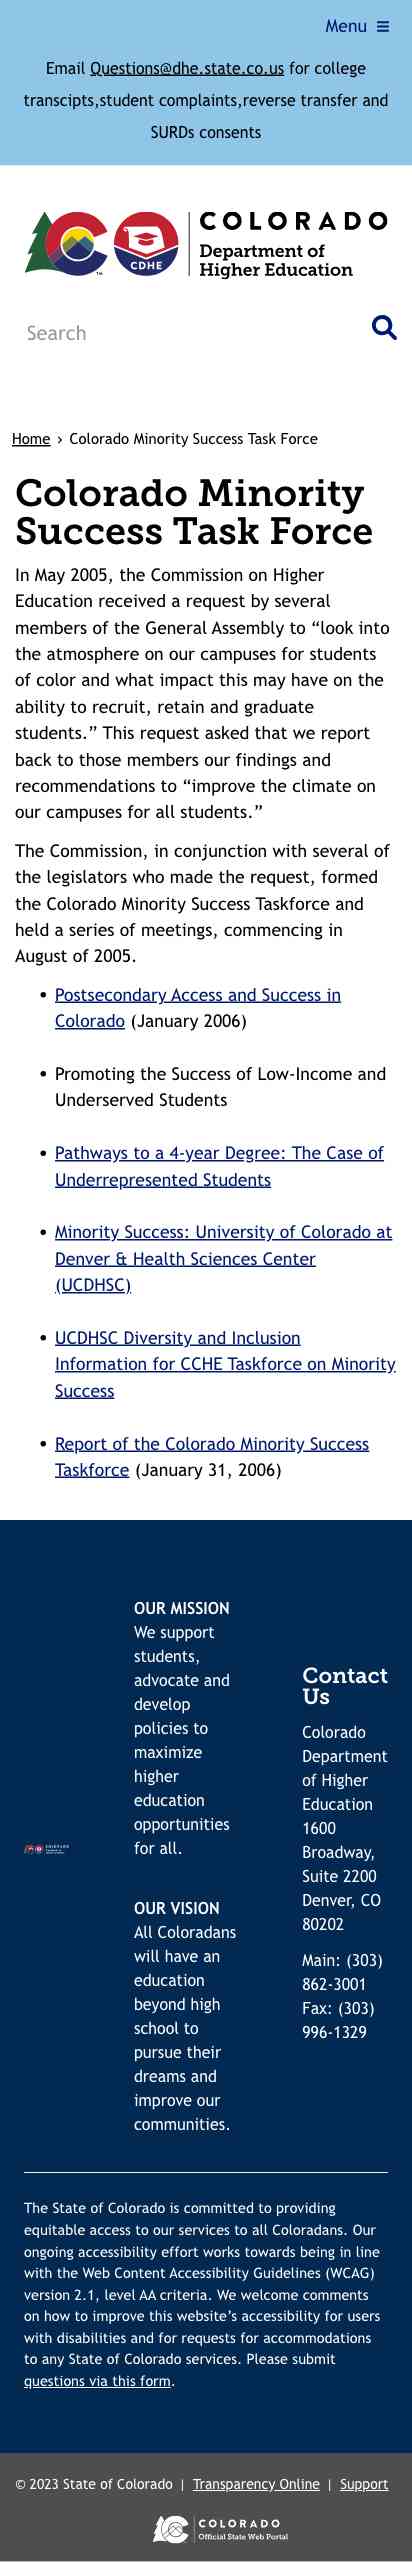 Menu
Email Questions@dhe.state.co.us for college
transcipts,student complaints,reverse transfer and
SURDs consents
CDHE
TM
COLORADO
Department of
Higher Education
Search
Home › Colorado Minority Success Task Force
Colorado Minority
Success Task Force
In May 2005, the Commission on Higher
Education received a request by several
members of the General Assembly to “look into
the atmosphere on our campuses for students
of color and what impact this may have on the
ability to recruit, retain and graduate
students.” This request asked that we report
back to those members our findings and
recommendations to “improve the climate on
our campuses for all students.”
The Commission, in conjunction with several of
the legislators who made the request, formed
the Colorado Minority Success Taskforce and
held a series of meetings, commencing in
August of 2005.
• Postsecondary Access and Success in
Colorado (January 2006)
• Promoting the Success of Low-Income and
Underserved Students
• Pathways to a 4-year Degree: The Case of
Underrepresented Students
• Minority Success: University of Colorado at
Denver & Health Sciences Center
(UCDHSC)
• UCDHSC Diversity and Inclusion
Information for CCHE Taskforce on Minority
Success
• Report of the Colorado Minority Success
Taskforce (January 31, 2006)
OUR MISSION
We support
students,
advocate and
develop
policies to
maximize
higher
education
opportunities
for all.
OUR VISION
All Coloradans
will have an
education
beyond high
school to
pursue their
dreams and
improve our
communities.
Contact
Us
Colorado
Department
of Higher
Education
1600
Broadway,
Suite 2200
Denver, CO
80202
Main: (303)
862-3001
Fax: (303)
996-1329
The State of Colorado is committed to providing
equitable access to our services to all Coloradans. Our
ongoing accessibility effort works towards being in line
with the Web Content Accessibility Guidelines (WCAG)
version 2.1, level AA criteria. We welcome comments
on how to improve this website’s accessibility for users
with disabilities and for requests for accommodations
to any State of Colorado services. Please submit
questions via this form.
© 2023 State of Colorado | Transparency Online | Support
COLORADO
Official State Web Portal